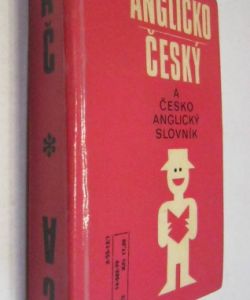 ANGLICKO
ČESKÝ
A
ČESKO
ANGLICKÝ
SLOVNÍK
Č * A